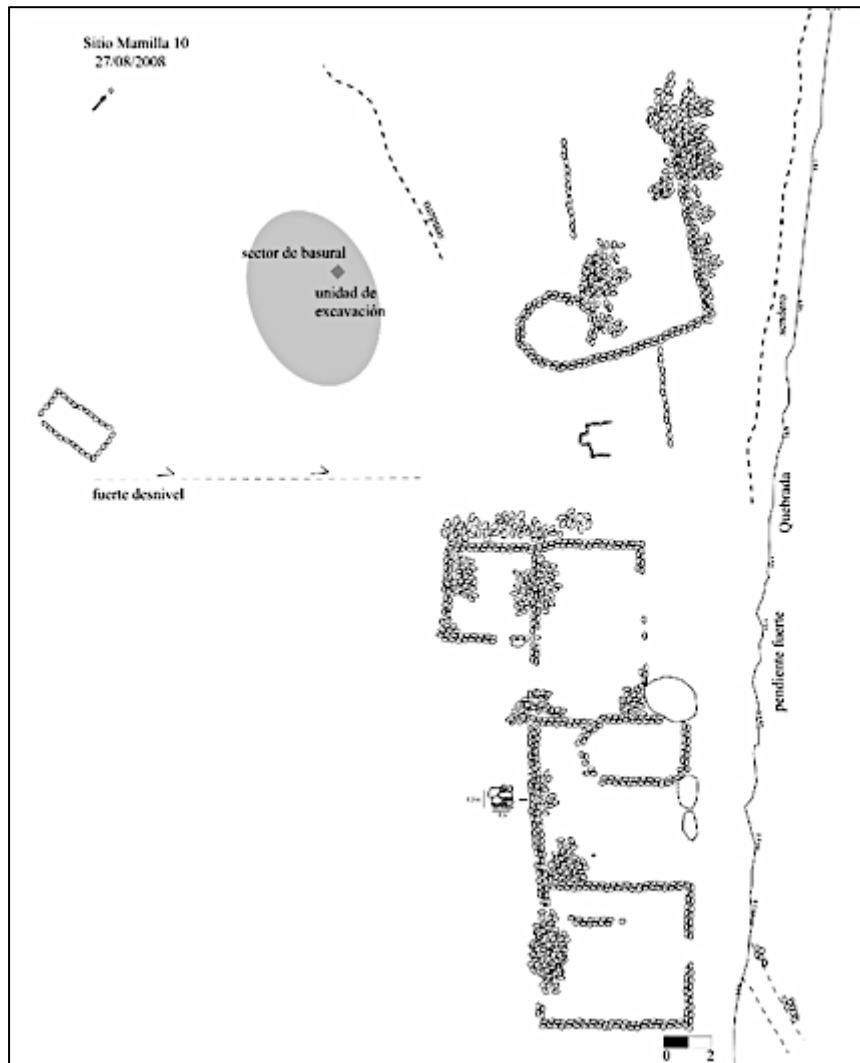 Sitio Mamilla 10
27/08/2008
sendero
sector de basural
unidad de
excavación
sendero
fuerte desnivel
Quebrada
pendiente fuerte
0 2